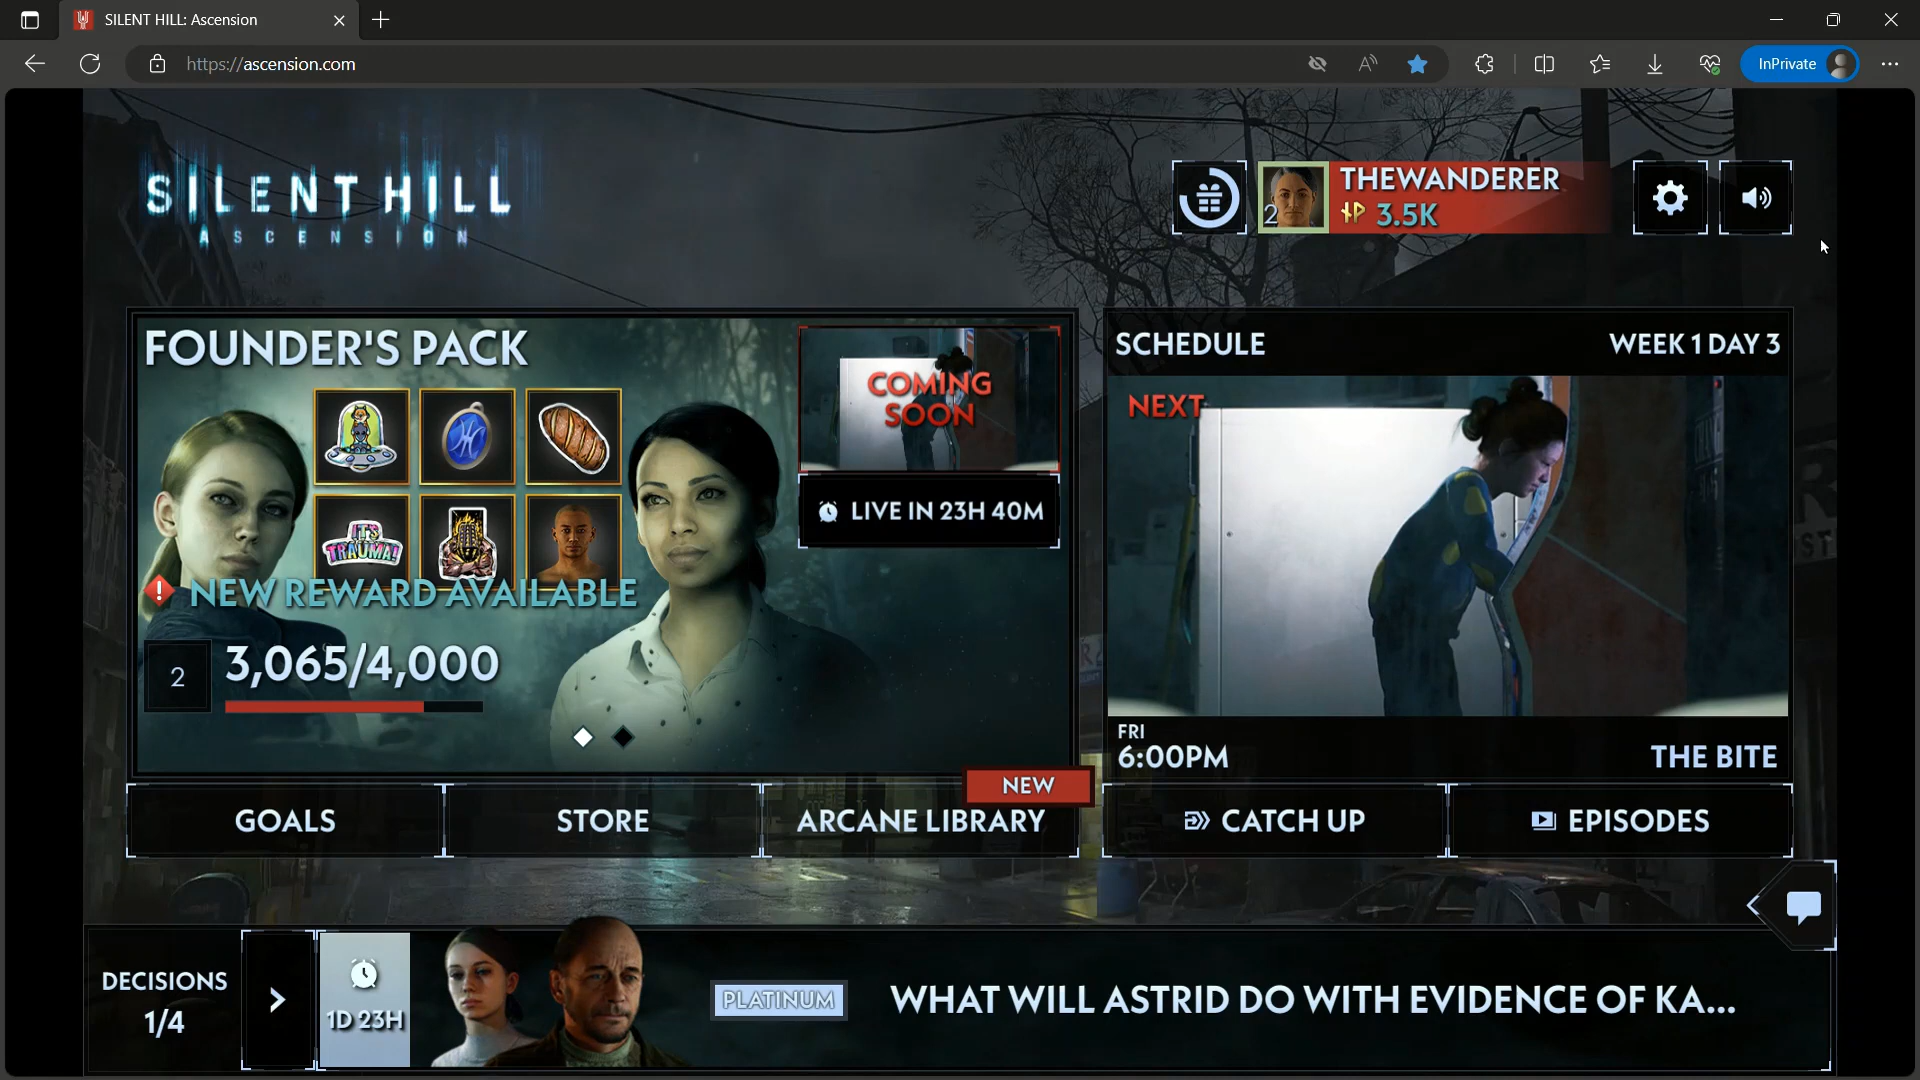 SILENT HILL: Ascension
https://ascension.com
InPrivate
SILENT HILL
ASCENSION
2
THEWANDERER
3.5K
FOUNDER'S PACK
COMING
SOON
LIVE IN 23H 40M
IT'S
TRAUMA!
NEW REWARD AVAILABLE
2
3,065/4,000
SCHEDULE
WEEK 1 DAY 3
NEXT
FRI
6:00PM
THE BITE
GOALS
STORE
NEW
ARCANE LIBRARY
CATCH UP
EPISODES
DECISIONS
1/4
1D 23H
PLATINUM
WHAT WILL ASTRID DO WITH EVIDENCE OF KA...